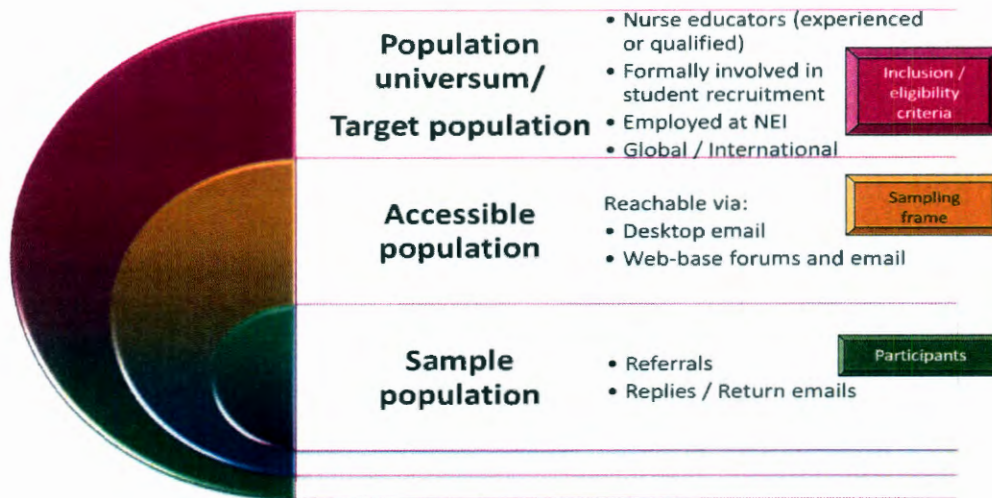 Population
universum/
Target population
• Nurse educators (experienced
or qualified)
• Formally involved in
student recruitment
• Employed at NEI
• Global / International
Inclusion /
eligibility
criteria
Accessible
population
Reachable via:
• Desktop email
• Web-base forums and email
Sampling
frame
Sample
population
• Referrals
• Replies / Return emails
Participants